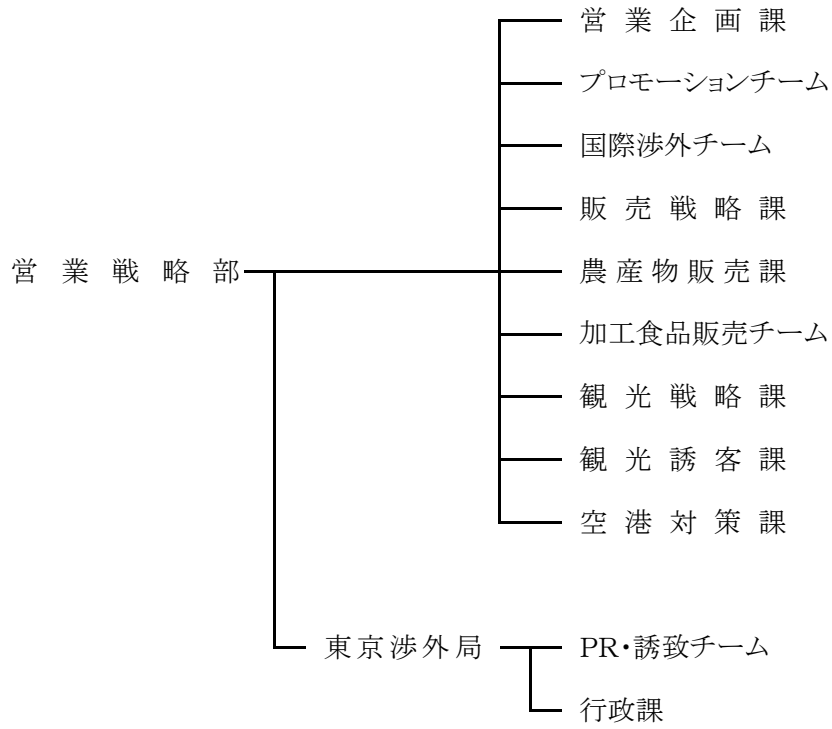 営業企画課
プロモーションチーム
国際渉外チーム
販売戦略課
営業戦略部
農産物販売課
加工食品販売チーム
観光戦略課
観光誘客課
空港対策課
東京渉外局
PR・誘致チーム
行政課